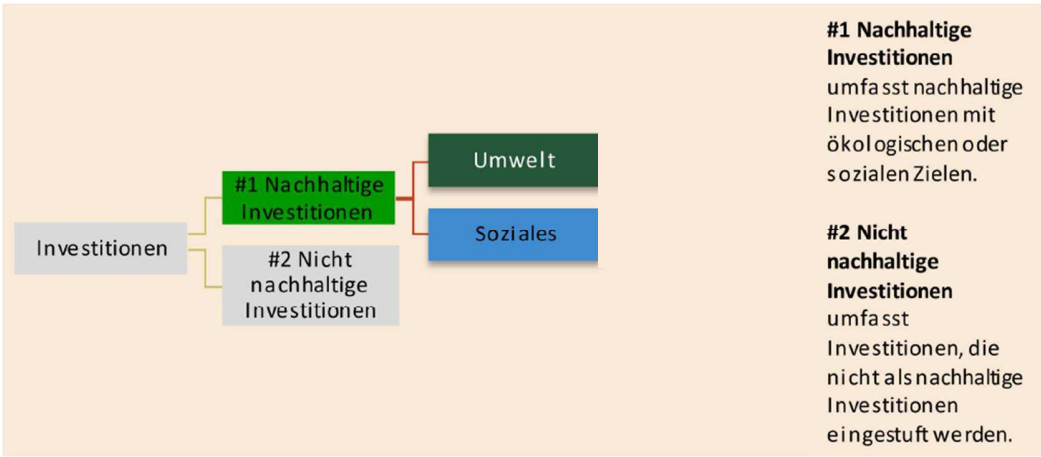 Investitionen
#1 Nachhaltige
Investitionen
#2 Nicht
nachhaltige
Investitionen
Umwelt
Soziales
#1 Nachhaltige
Investitionen
umfasst nachhaltige
Investitionen mit
ökologischen oder
sozialen Zielen.
#2 Nicht
nachhaltige
Investitionen
umfasst
Investitionen, die
nicht als nachhaltige
Investitionen
eingestuft werden.